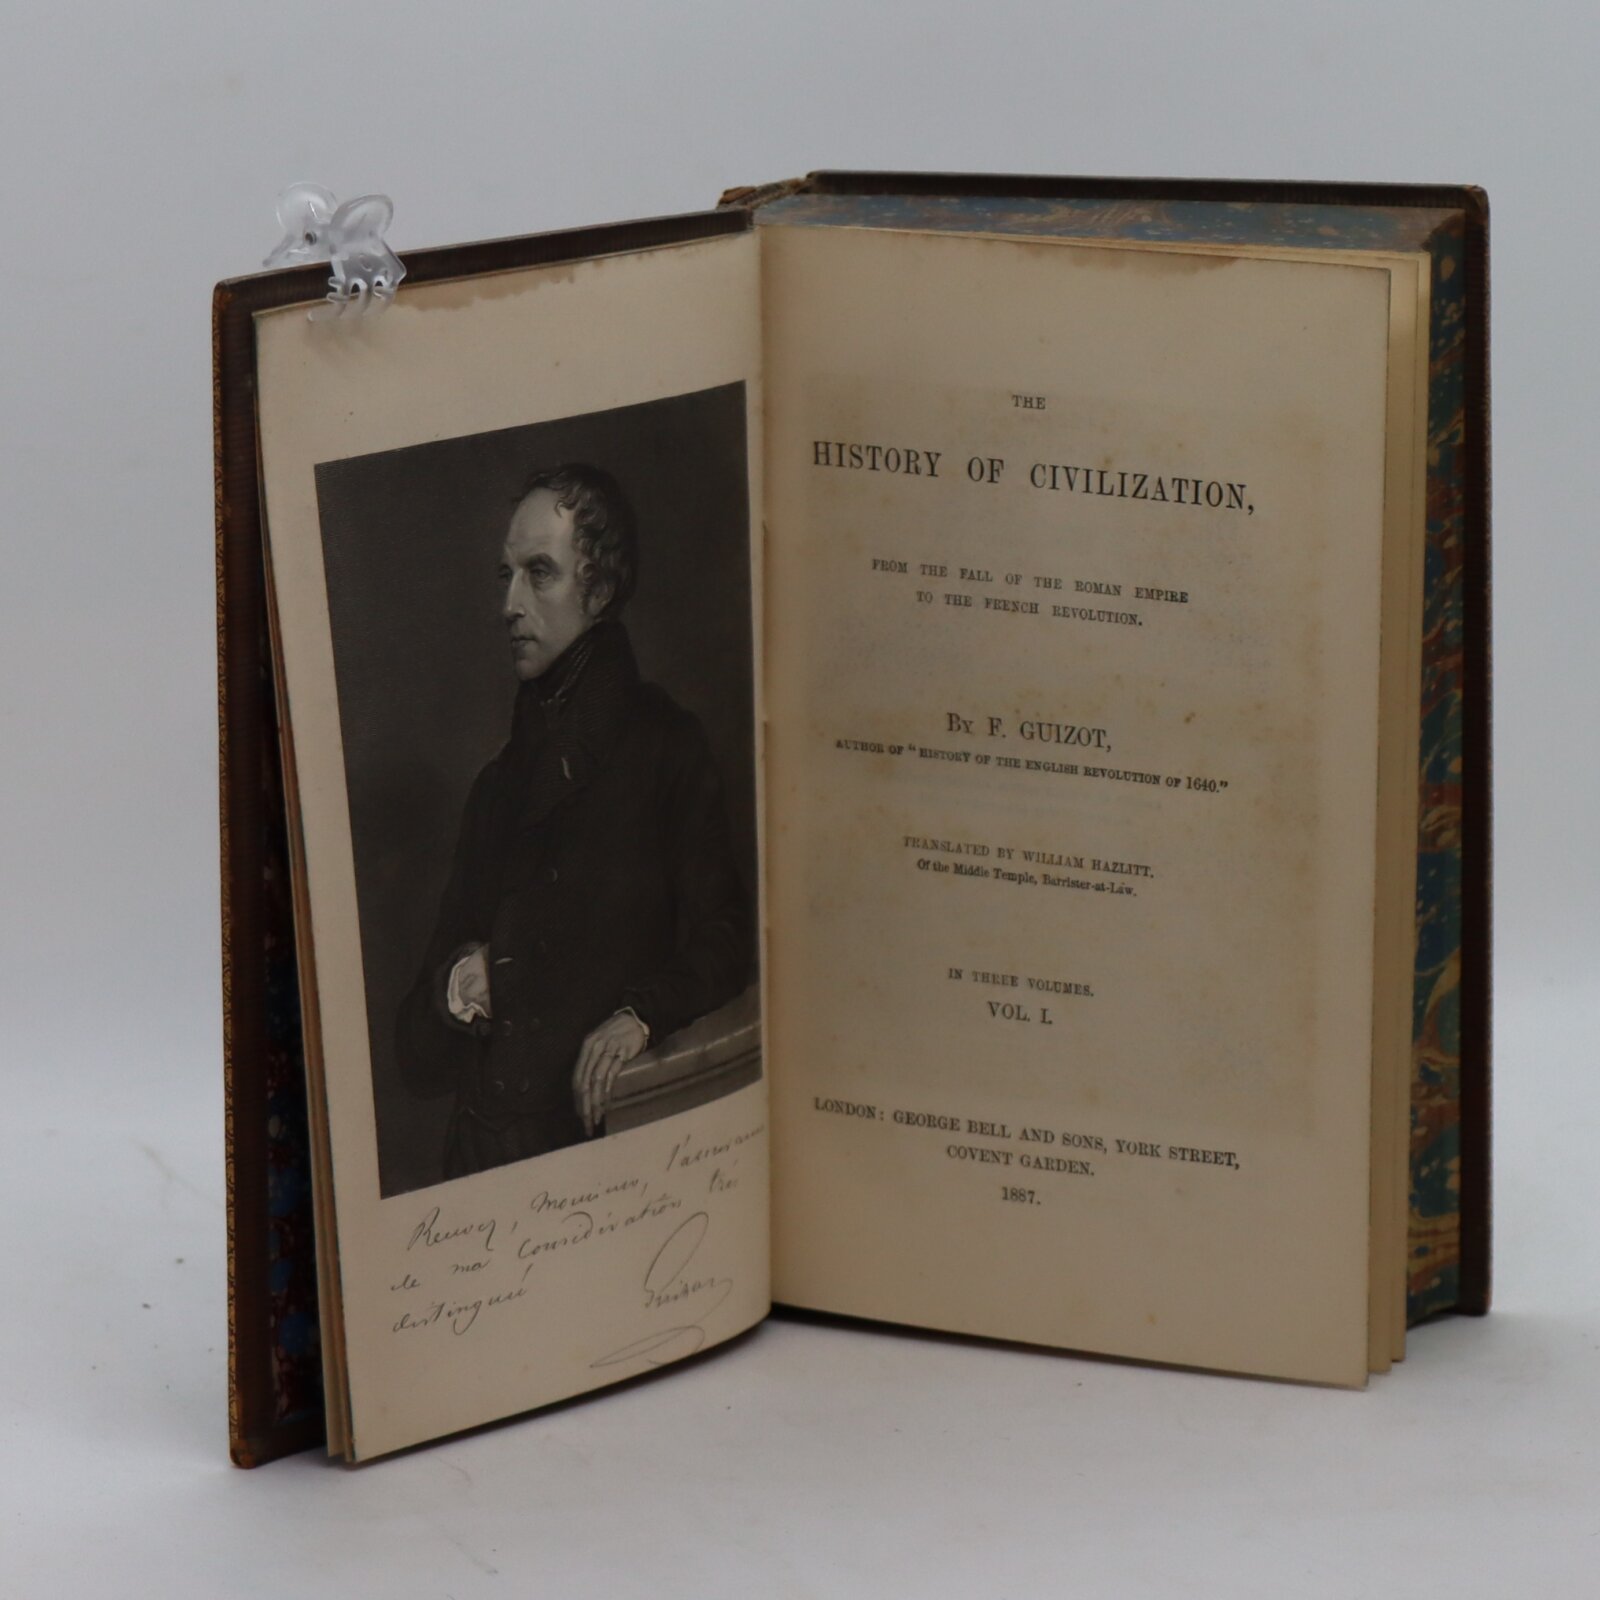 Recevez, Monsieur, l'assurance
de ma considération très
distinguée
Guizot
THE
HISTORY OF CIVILIZATION,
FROM THE FALL OF THE ROMAN EMPIRE
TO THE FRENCH REVOLUTION.
BY F. GUIZOT,
AUTHOR OF "HISTORY OF THE ENGLISH REVOLUTION OF 1640."
TRANSLATED BY WILLIAM HAZLITT.
Of the Middle Temple, Barrister-at-Law.
IN THREE VOLUMES.
VOL. I.
LONDON: GEORGE BELL AND SONS, YORK STREET,
COVENT GARDEN.
1887.